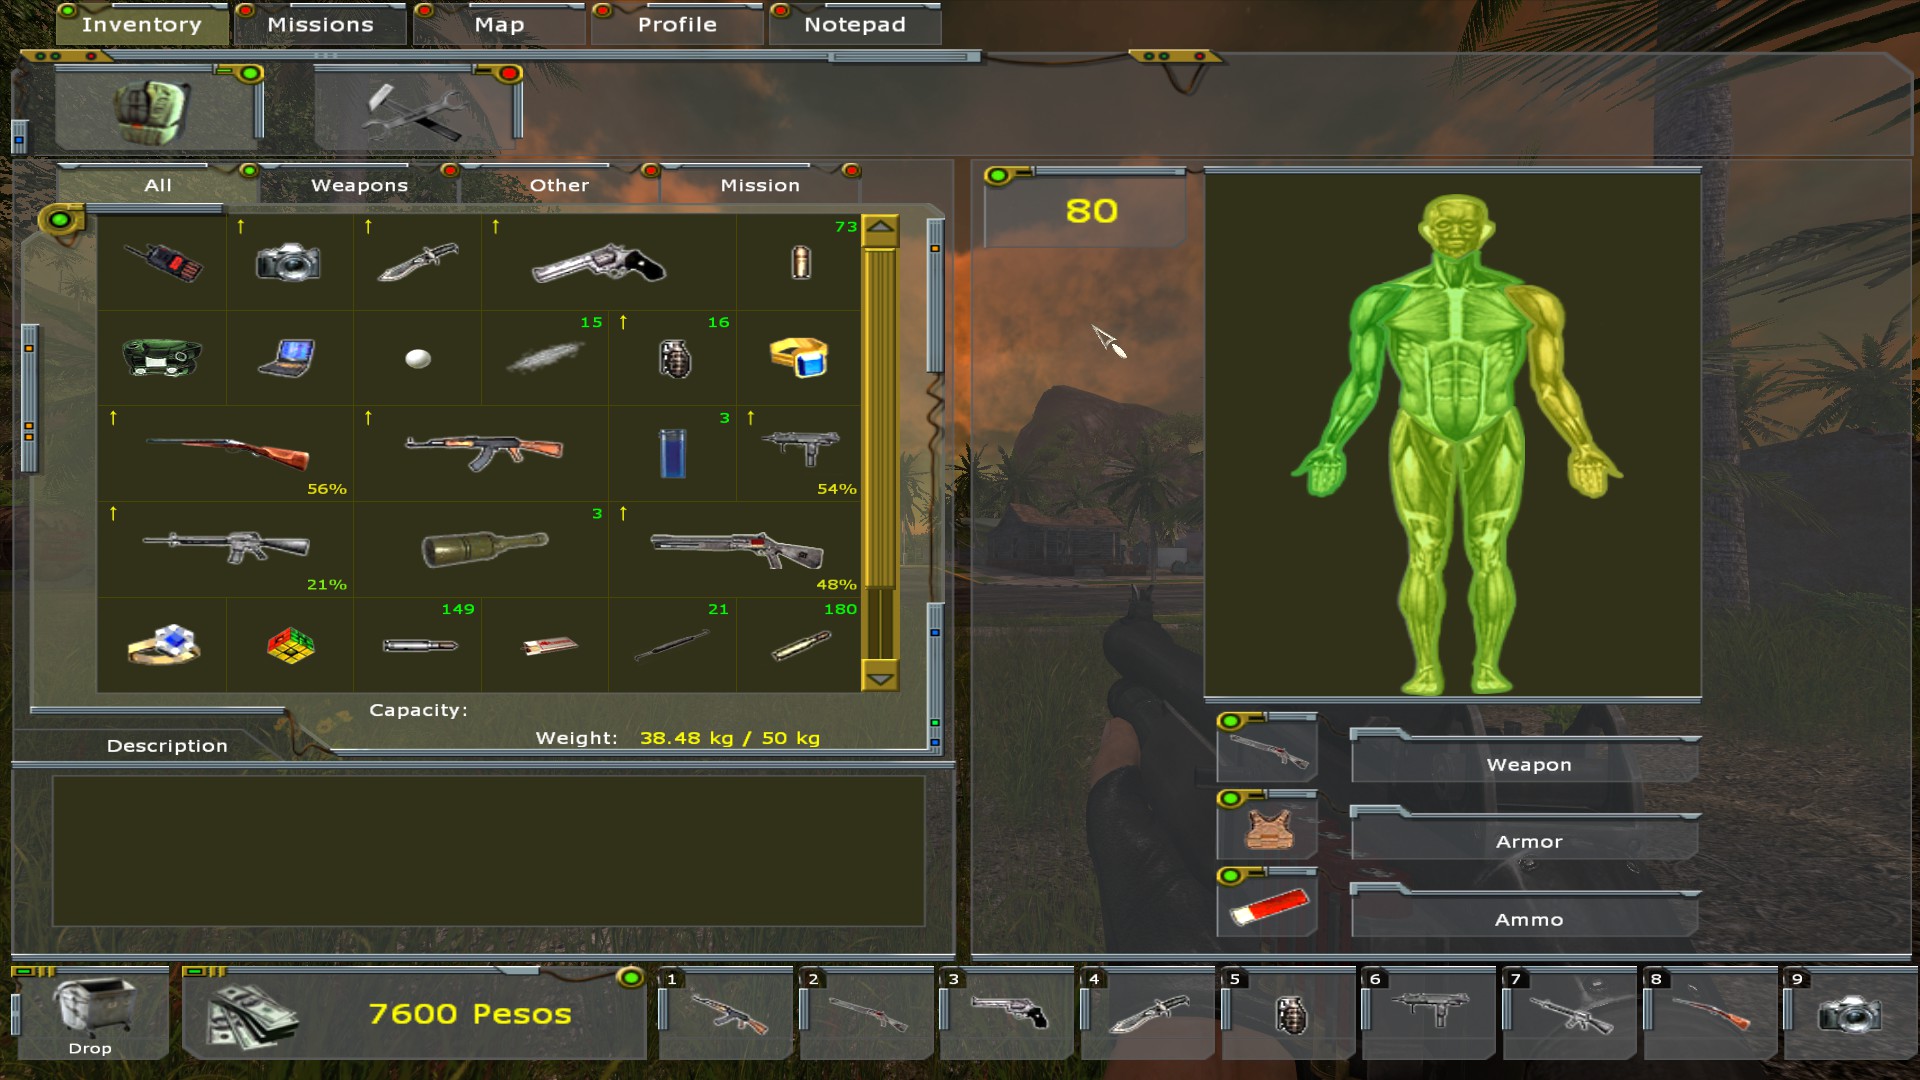 Inventory
Missions
Map
Profile
Notepad
All
Weapons
Other
Mission
80
73
15
16
3
56%
54%
3
21%
48%
149
21
180
Capacity:
Weight: 38.48 kg / 50 kg
Description
Weapon
Armor
Ammo
Drop
7600 Pesos
1
2
3
4
5
6
7
8
9